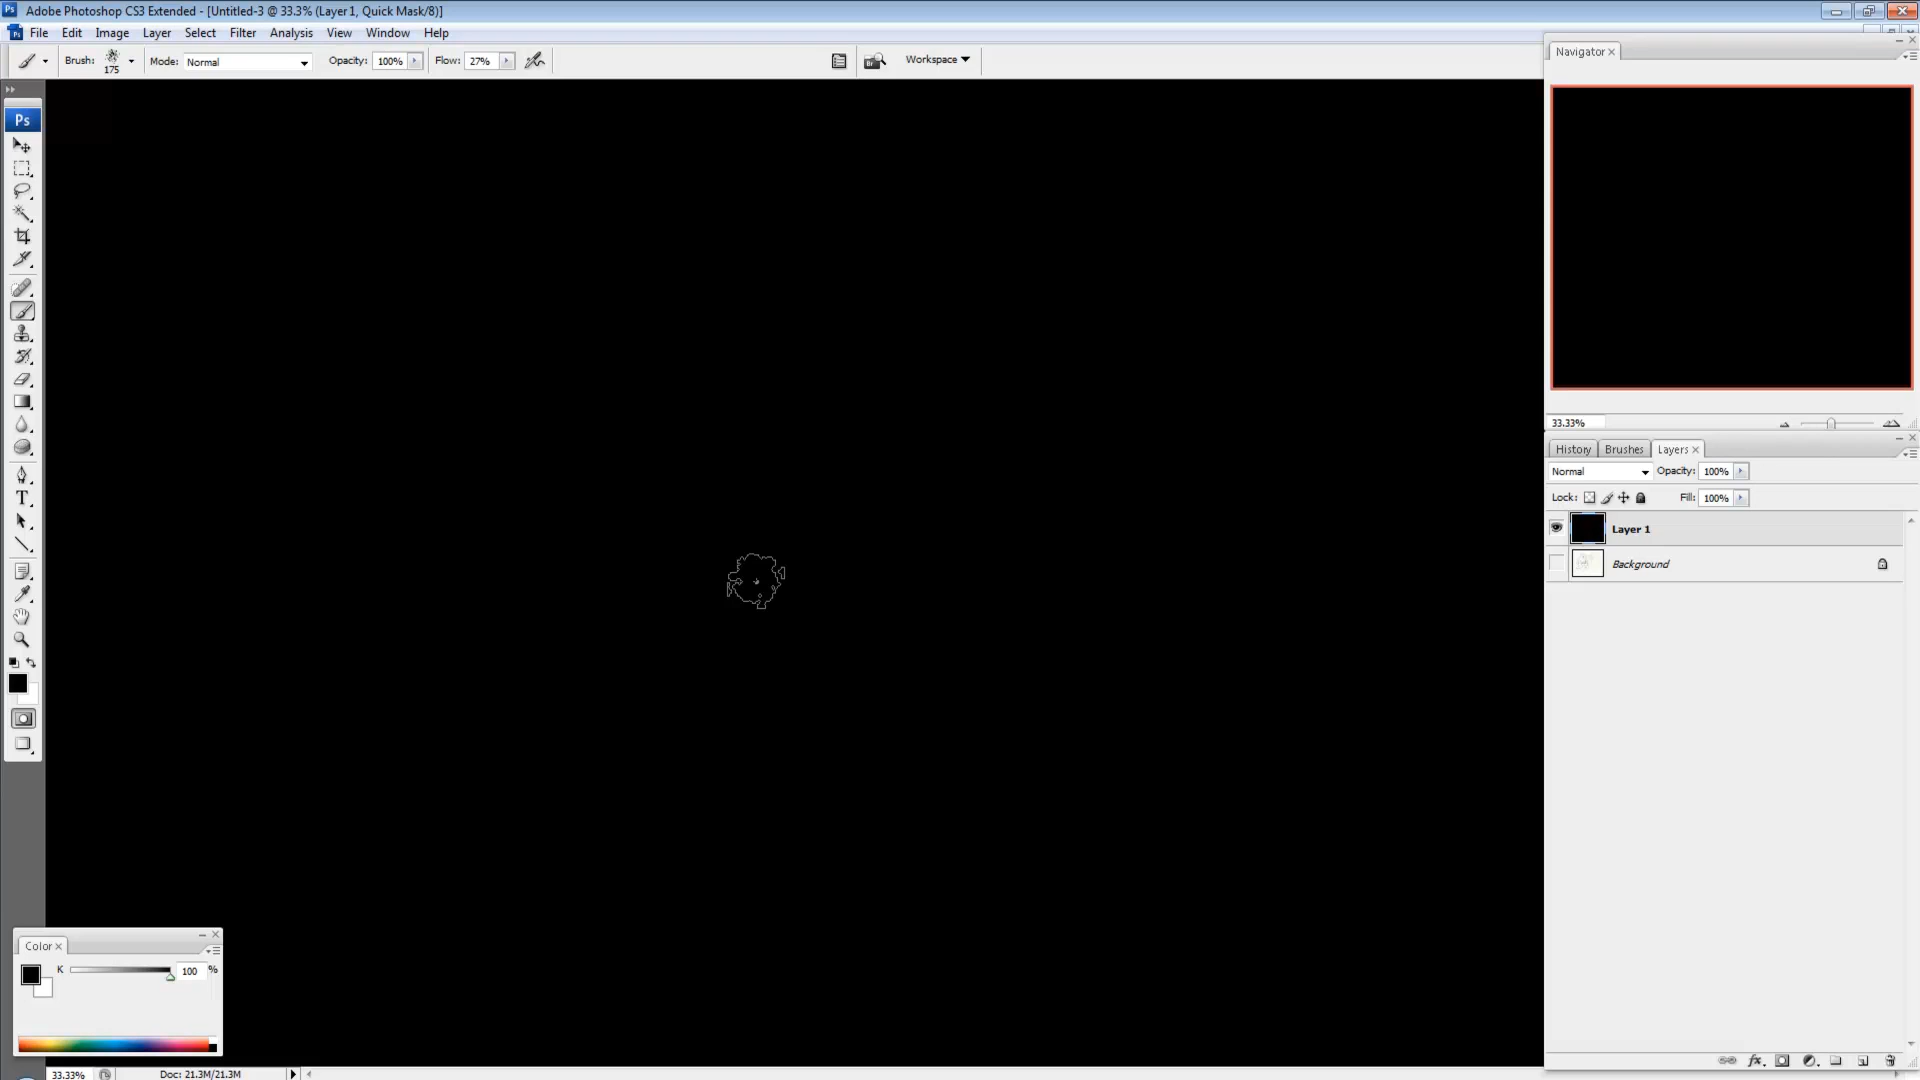 Adobe Photoshop CS3 Extended - [Untitled-3 @ 33.3% (Layer 1, Quick Mask/8)]
File Edit Image Layer Select Filter Analysis View Window Help
Brush: 175 Mode: Normal Opacity: 100% Flow: 27% Workspace
Navigator
Ps
33.33%
History Brushes Layers
Normal Opacity: 100%
Lock: Fill: 100%
Layer 1
Background
T
Color
K 100 %
33.33% Doc: 21.3M/21.3M